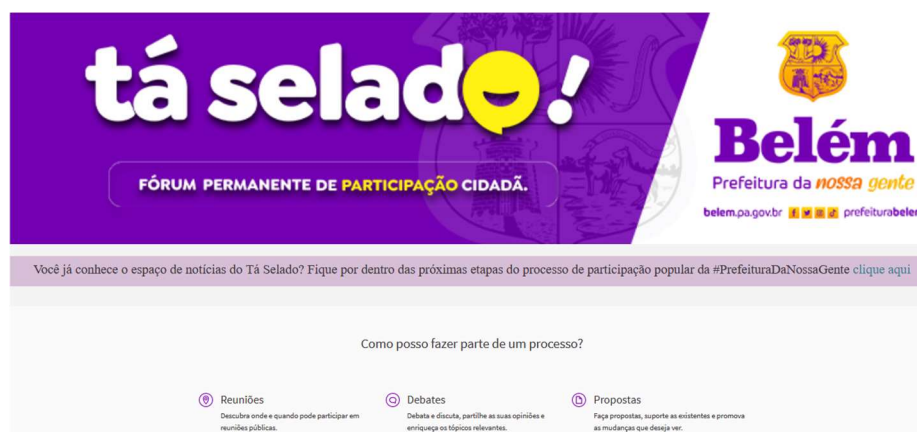 tá selado!
FÓRUM PERMANENTE DE PARTICIPAÇÃO CIDADÃ.
Belém
Prefeitura da nossa gente
belem.pa.gov.br prefeiturabelem
Você já conhece o espaço de notícias do Tá Selado? Fique por dentro das próximas etapas do processo de participação popular da #PrefeituraDaNossaGente clique aqui
Como posso fazer parte de um processo?
Reuniões
Descubra onde e quando pode participar em
reuniões públicas.
Debates
Debata e discuta, partilhe as suas opiniões e
enriqueça os tópicos relevantes.
Propostas
Faça propostas, suporte as existentes e promova
as mudanças que deseja ver.